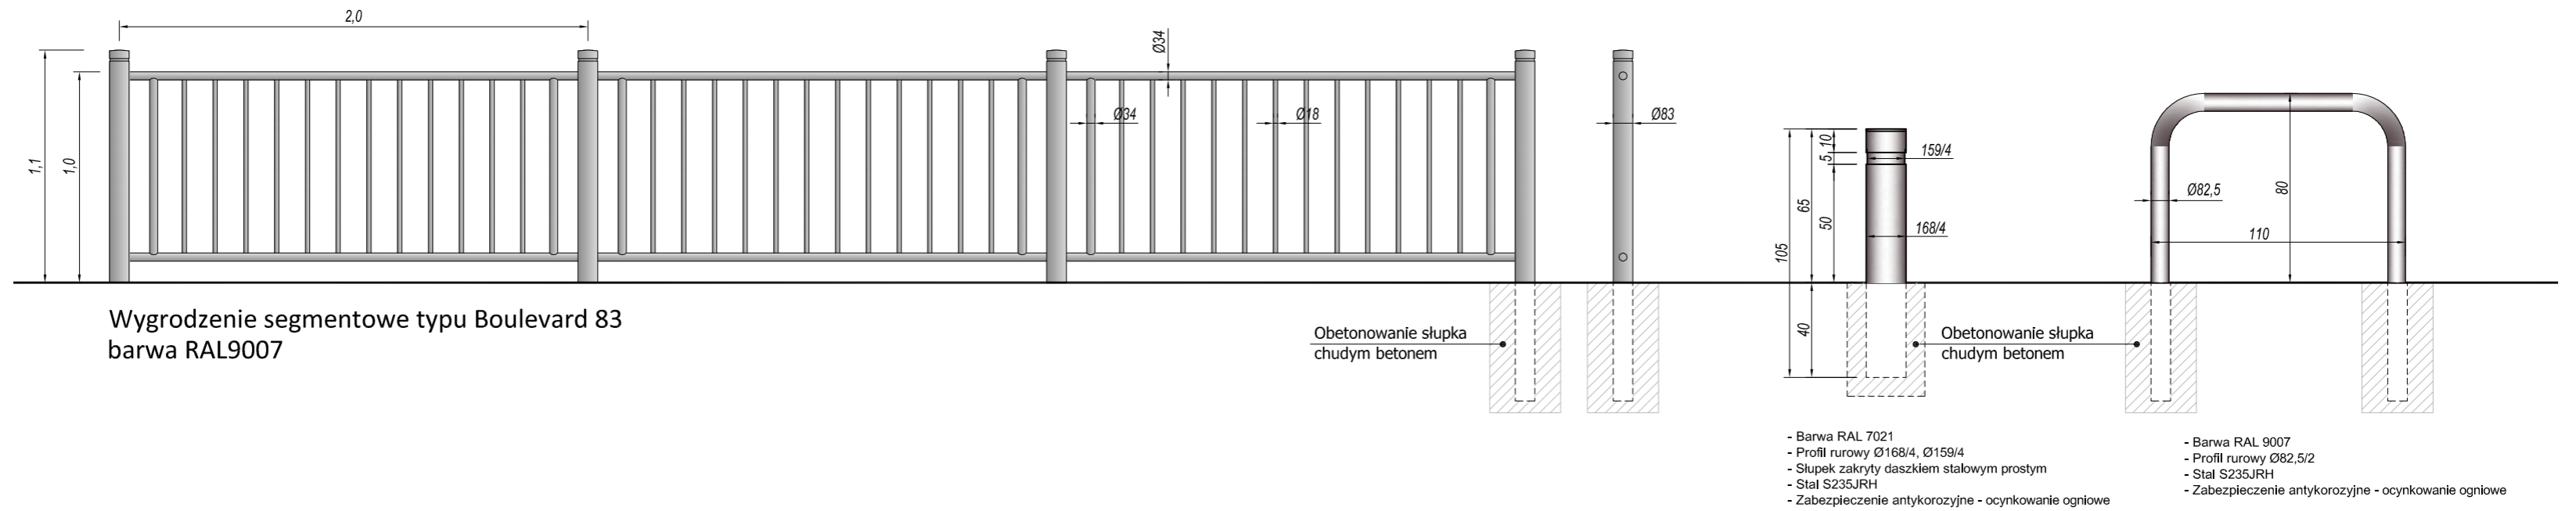 2,0
1,1
1,0
Ø34
Ø34
Ø18
Ø83
Wygrodzenie segmentowe typu Boulevard 83
barwa RAL9007
Obetonowanie słupka
chudym betonem
105
65
10
5
50
40
159/4
168/4
Obetonowanie słupka
chudym betonem
Ø82,5
80
110
- Barwa RAL 7021
- Profil rurowy Ø168/4, Ø159/4
- Słupek zakryty daszkiem stalowym prostym
- Stal S235JRH
- Zabezpieczenie antykorozyjne - ocynkowanie ogniowe
- Barwa RAL 9007
- Profil rurowy Ø82,5/2
- Stal S235JRH
- Zabezpieczenie antykorozyjne - ocynkowanie ogniowe